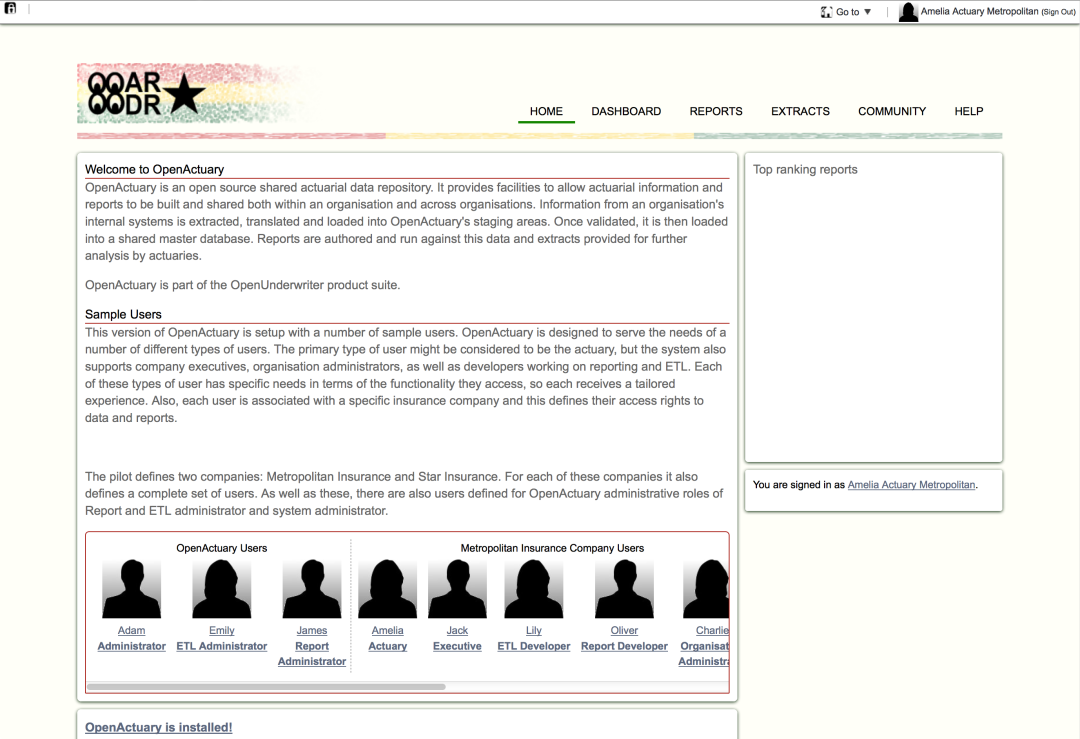 Go to ▼
Amelia Actuary Metropolitan (Sign Out)
OOAR
OODR
HOME
DASHBOARD
REPORTS
EXTRACTS
COMMUNITY
HELP
Welcome to OpenActuary
OpenActuary is an open source shared actuarial data repository. It provides facilities to allow actuarial information and
reports to be built and shared both within an organisation and across organisations. Information from an organisation's
internal systems is extracted, translated and loaded into OpenActuary's staging areas. Once validated, it is then loaded
into a shared master database. Reports are authored and run against this data and extracts provided for further
analysis by actuaries.
OpenActuary is part of the OpenUnderwriter product suite.
Sample Users
This version of OpenActuary is setup with a number of sample users. OpenActuary is designed to serve the needs of a
number of different types of users. The primary type of user might be considered to be the actuary, but the system also
supports company executives, organisation administrators, as well as developers working on reporting and ETL. Each
of these types of user has specific needs in terms of the functionality they access, so each receives a tailored
experience. Also, each user is associated with a specific insurance company and this defines their access rights to
data and reports.
The pilot defines two companies: Metropolitan Insurance and Star Insurance. For each of these companies it also
defines a complete set of users. As well as these, there are also users defined for OpenActuary administrative roles of
Report and ETL administrator and system administrator.
OpenActuary Users
Adam
Administrator
Emily
ETL Administrator
James
Report
Administrator
Metropolitan Insurance Company Users
Amelia
Actuary
Jack
Executive
Lily
ETL Developer
Oliver
Report Developer
Charlie
Organisat
Administra
OpenActuary is installed!
Top ranking reports
You are signed in as Amelia Actuary Metropolitan.